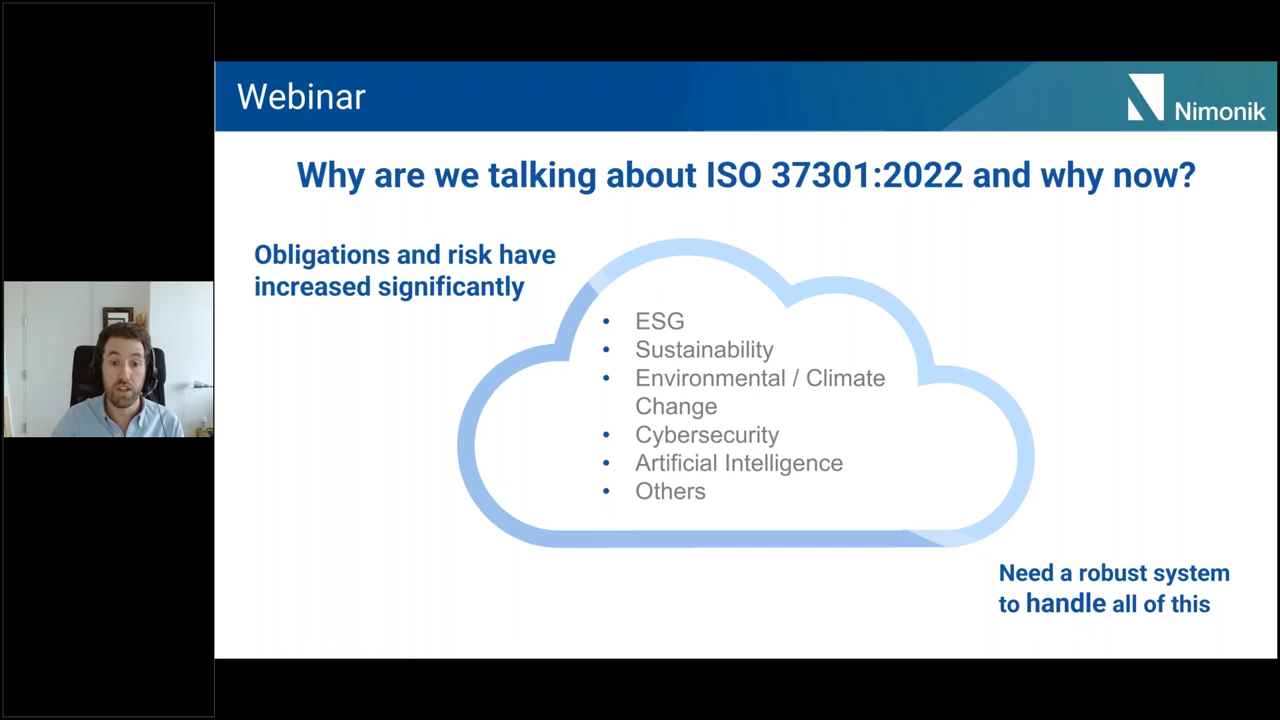 Webinar
Nimonik
Why are we talking about ISO 37301:2022 and why now?
Obligations and risk have
increased significantly
• ESG
• Sustainability
• Environmental / Climate
Change
• Cybersecurity
• Artificial Intelligence
• Others
Need a robust system
to handle all of this